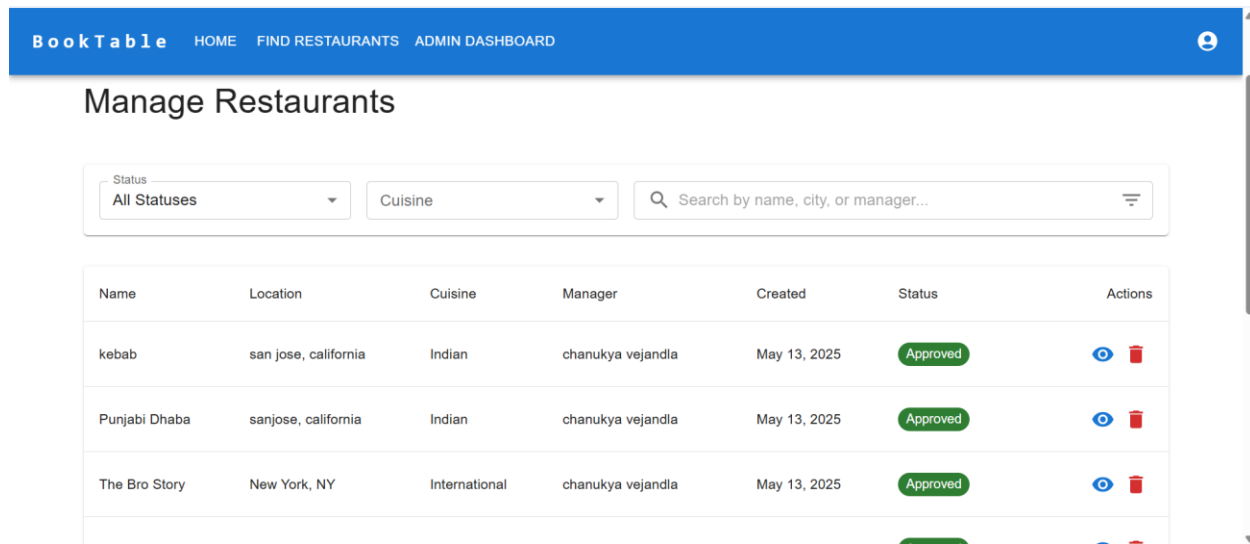 BookTable HOME FIND RESTAURANTS ADMIN DASHBOARD
Manage Restaurants
Status
All Statuses Cuisine Search by name, city, or manager...
Name Location Cuisine Manager Created Status Actions
kebab san jose, california Indian chanukya vejandla May 13, 2025 Approved
Punjabi Dhaba sanjose, california Indian chanukya vejandla May 13, 2025 Approved
The Bro Story New York, NY International chanukya vejandla May 13, 2025 Approved